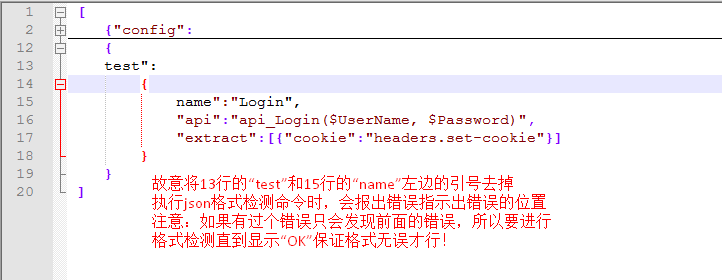 1 [
2 {"config":
12 {
13 test":
14 {
15 name":"Login",
16 "api":"api_Login($UserName, $Password)",
17 "extract":[{"cookie":"headers.set-cookie"}]
18 }
19 }
20 ]
故意将13行的“test”和15行的“name”左边的引号去掉
执行json格式检测命令时，会报出错误指示出错误的位置
注意：如果有过个错误只会发现前面的错误，所以要进行
格式检测直到显示“OK”保证格式无误才行！